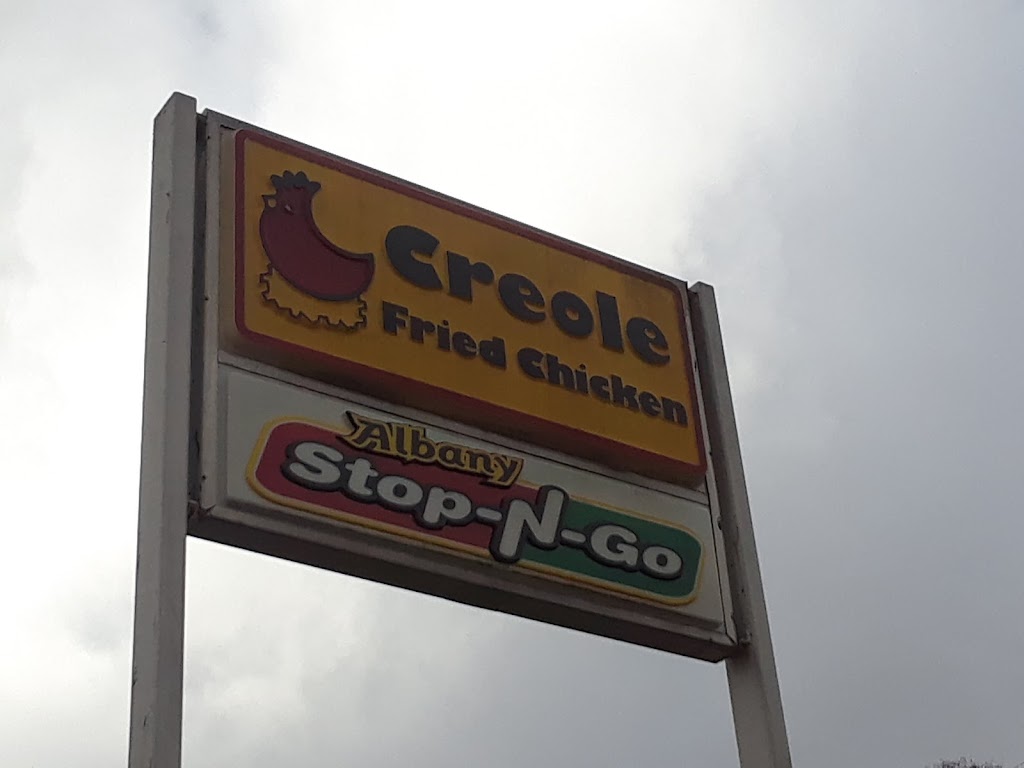 Creole
Fried Chicken
Albany
Stop-N-Go